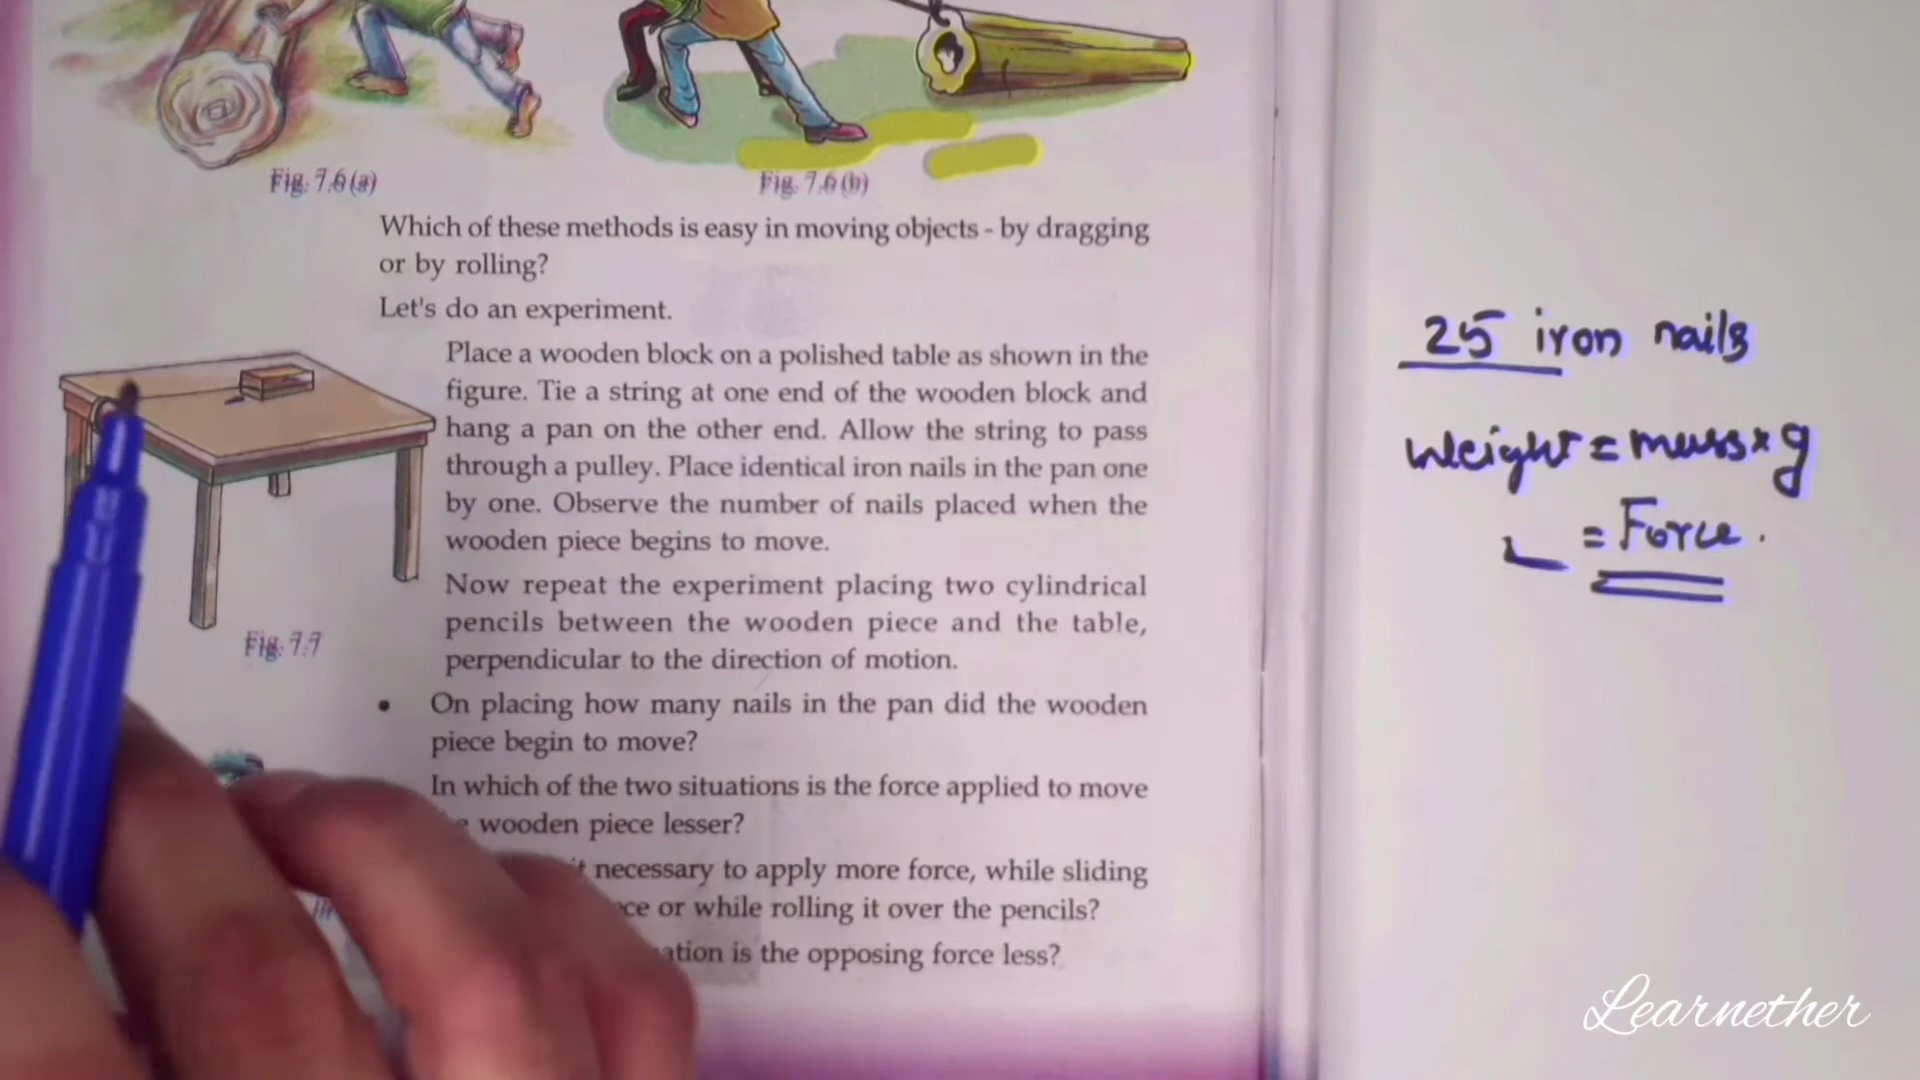 Fig. 7.6 (a)
Fig. 7.6 (b)
Which of these methods is easy in moving objects - by dragging
or by rolling?
Let's do an experiment.
Place a wooden block on a polished table as shown in the
figure. Tie a string at one end of the wooden block and
hang a pan on the other end. Allow the string to pass
through a pulley. Place identical iron nails in the pan one
by one. Observe the number of nails placed when the
wooden piece begins to move.
Now repeat the experiment placing two cylindrical
pencils between the wooden piece and the table,
perpendicular to the direction of motion.
Fig. 7.7
• On placing how many nails in the pan did the wooden
piece begin to move?
In which of the two situations is the force applied to move
wooden piece lesser?
necessary to apply more force, while sliding
or while rolling it over the pencils?
is the opposing force less?
25 iron nails
Weight = mass × g
= Force.
Learnether